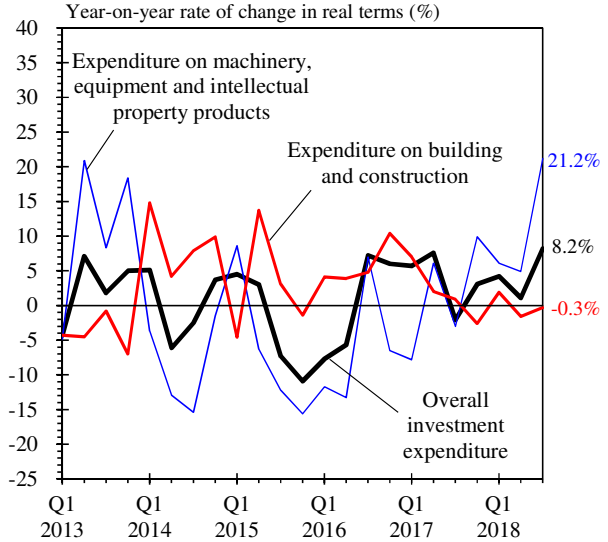 Year-on-year rate of change in real terms (%)
40
35
30
25
20
15
10
5
0
-5
-10
-15
-20
-25
Expenditure on machinery,
equipment and intellectual
property products
Expenditure on building
and construction
Overall
investment
expenditure
21.2%
8.2%
-0.3%
Q1
2013
Q1
2014
Q1
2015
Q1
2016
Q1
2017
Q1
2018